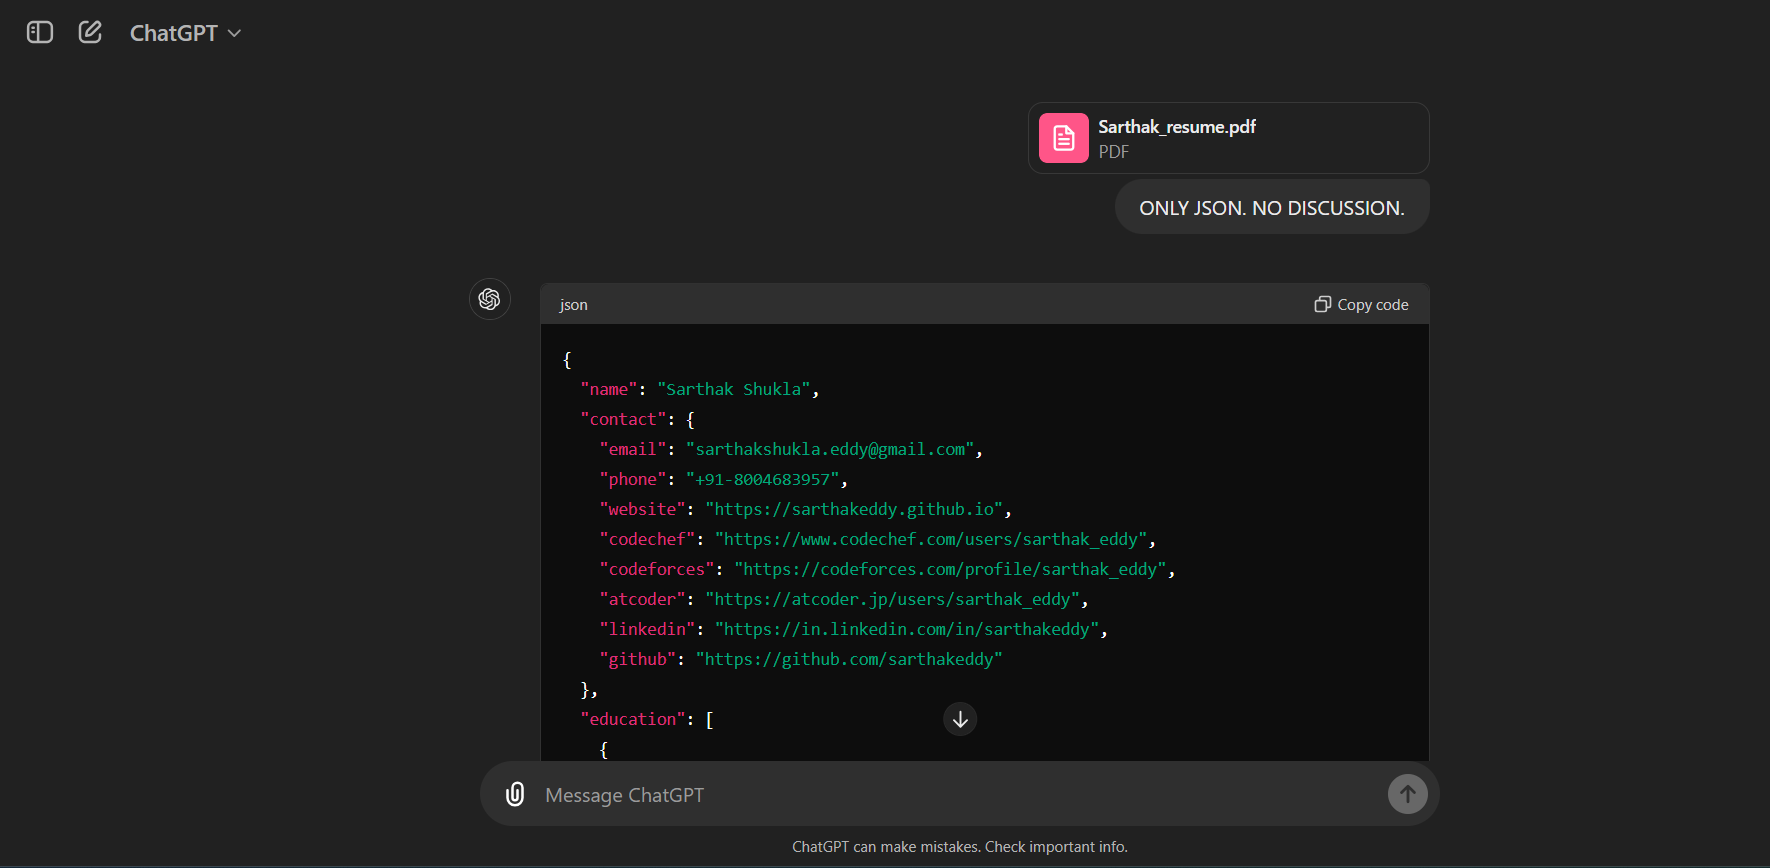 ChatGPT
Sarthak_resume.pdf
PDF
ONLY JSON. NO DISCUSSION.
json
Copy code
{
"name": "Sarthak Shukla",
"contact": {
"email": "sarthakshukla.eddy@gmail.com",
"phone": "+91-8004683957",
"website": "https://sarthakeddy.github.io",
"codechef": "https://www.codechef.com/users/sarthak_eddy",
"codeforces": "https://codeforces.com/profile/sarthak_eddy",
"atcoder": "https://atcoder.jp/users/sarthak_eddy",
"linkedin": "https://in.linkedin.com/in/sarthakeddy",
"github": "https://github.com/sarthakeddy"
},
"education": [
{
Message ChatGPT
ChatGPT can make mistakes. Check important info.